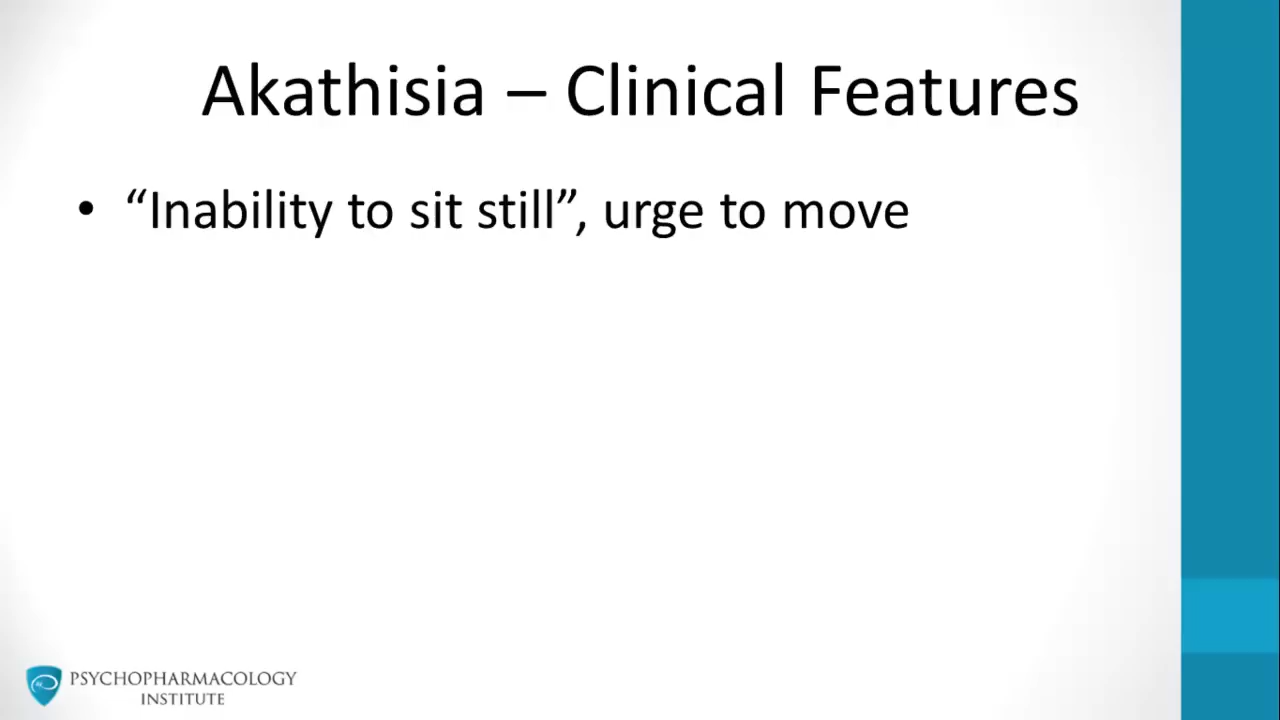 Akathisia – Clinical Features
• “Inability to sit still”, urge to move
PSYCHOPHARMACOLOGY
INSTITUTE